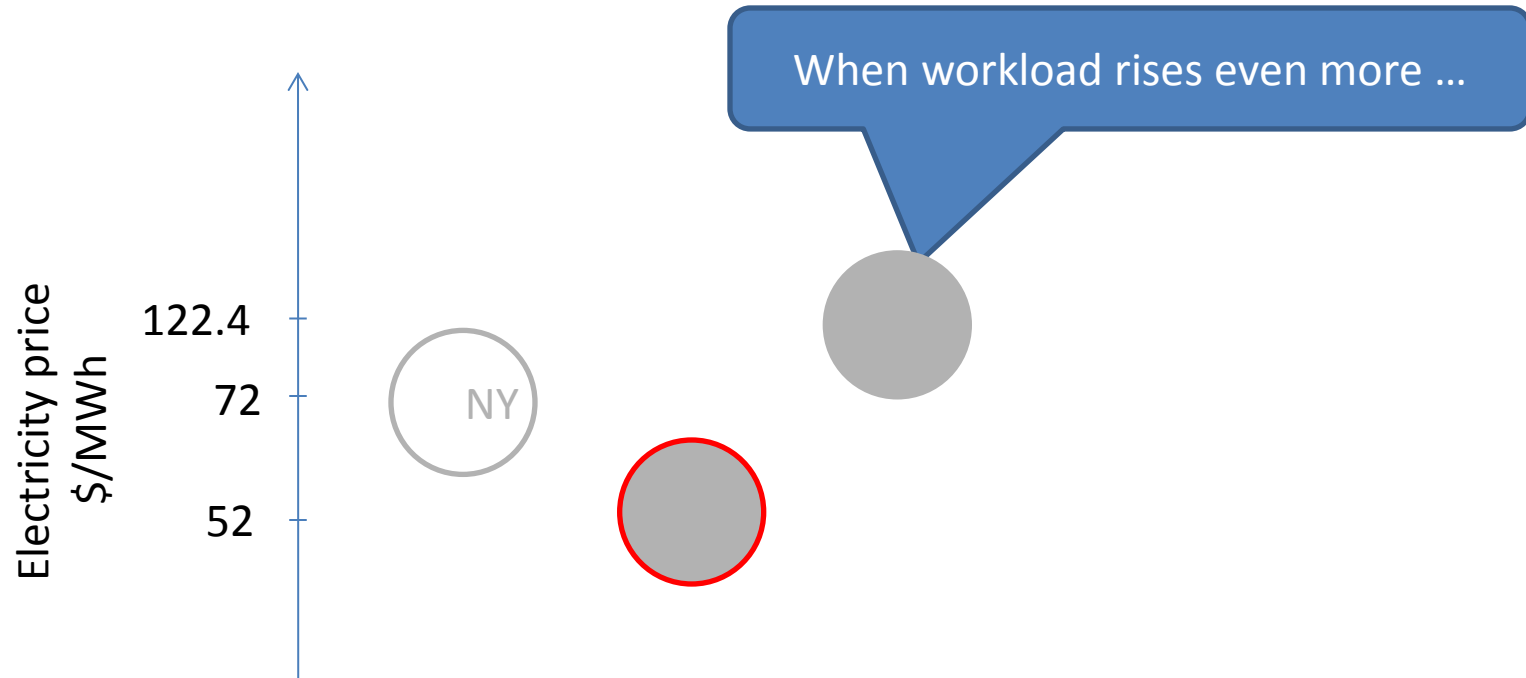 When workload rises even more ...
Electricity price
$/MWh
122.4
72
52
NY